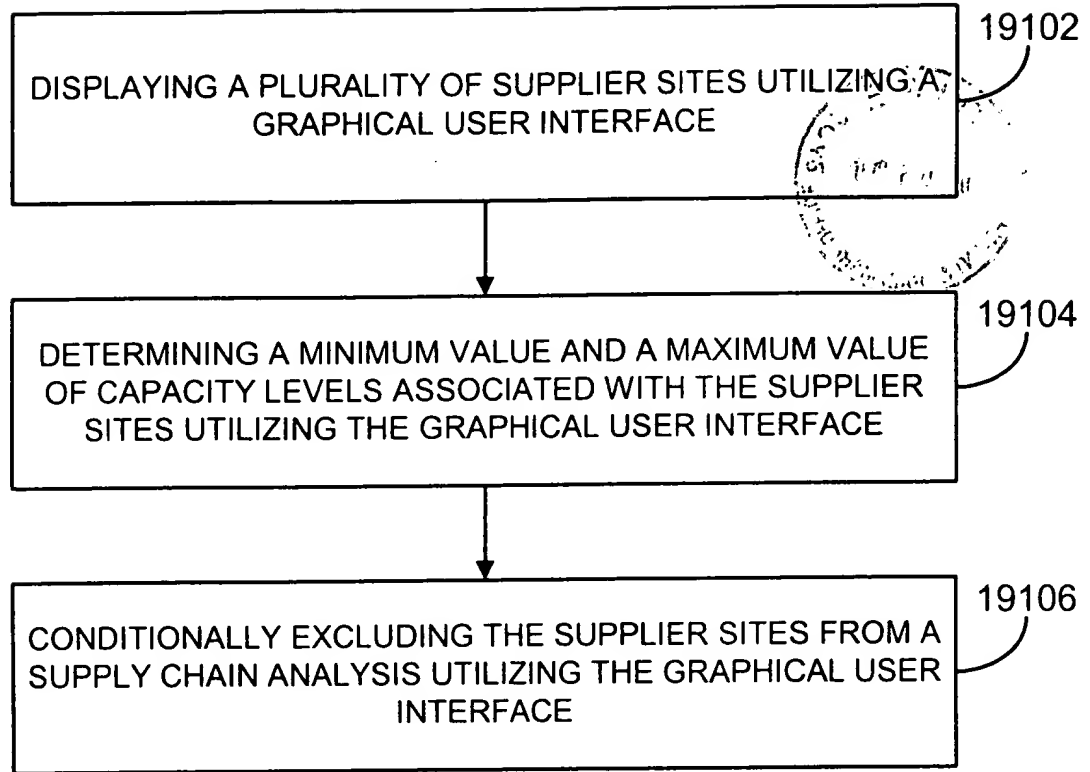 19102
DISPLAYING A PLURALITY OF SUPPLIER SITES UTILIZING A
GRAPHICAL USER INTERFACE
19104
DETERMINING A MINIMUM VALUE AND A MAXIMUM VALUE
OF CAPACITY LEVELS ASSOCIATED WITH THE SUPPLIER
SITES UTILIZING THE GRAPHICAL USER INTERFACE
19106
CONDITIONALLY EXCLUDING THE SUPPLIER SITES FROM A
SUPPLY CHAIN ANALYSIS UTILIZING THE GRAPHICAL USER
INTERFACE